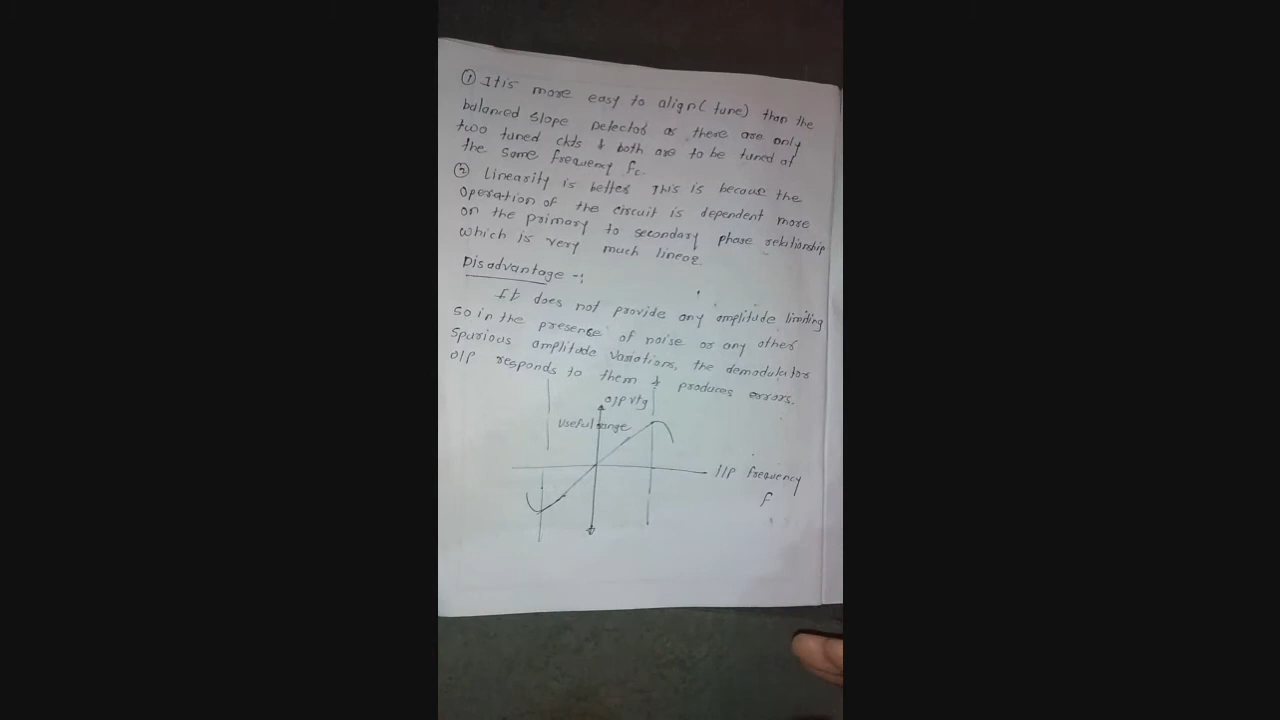 ① It is more easy to align ( tune) than the
balanced slope Detector as there are only
two tuned ckts & both are to be tuned at
the same frequency fc.
② Linearity is better This is because the
operation of the circuit is dependent more
on the primary to secondary phase relationship
which is very much linear.
Disadvantage -:
It does not provide any amplitude limiting
so in the presence of noise or any other
spurious amplitude variations, the demodulator
O/P responds to them & produces errors.
O/P vtg
Useful range
I/P frequency
f